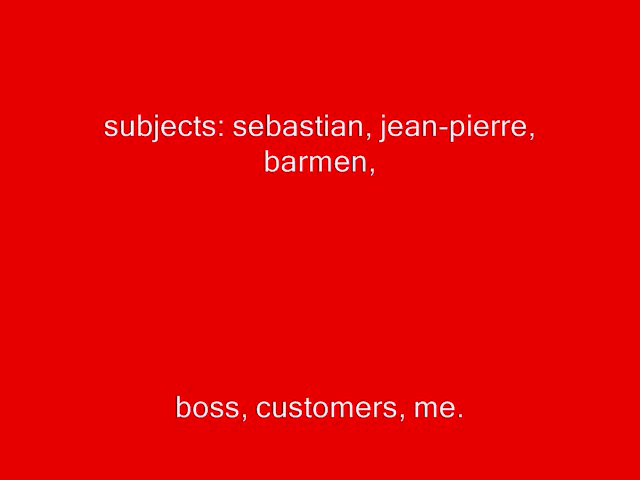 subjects: sebastian, jean-pierre,
barmen,
boss, customers, me.